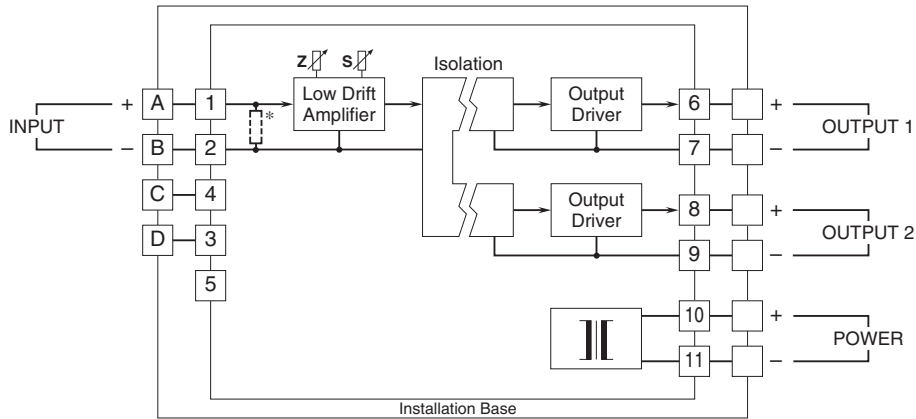 Z S
Isolation
+ A 1 Low Drift Amplifier Output Driver 6 +
*
INPUT OUTPUT 1
− B 2 7 −
C 4 Output Driver 8 +
OUTPUT 2
D 3 9 −
5
10 +
POWER
11 −
Installation Base